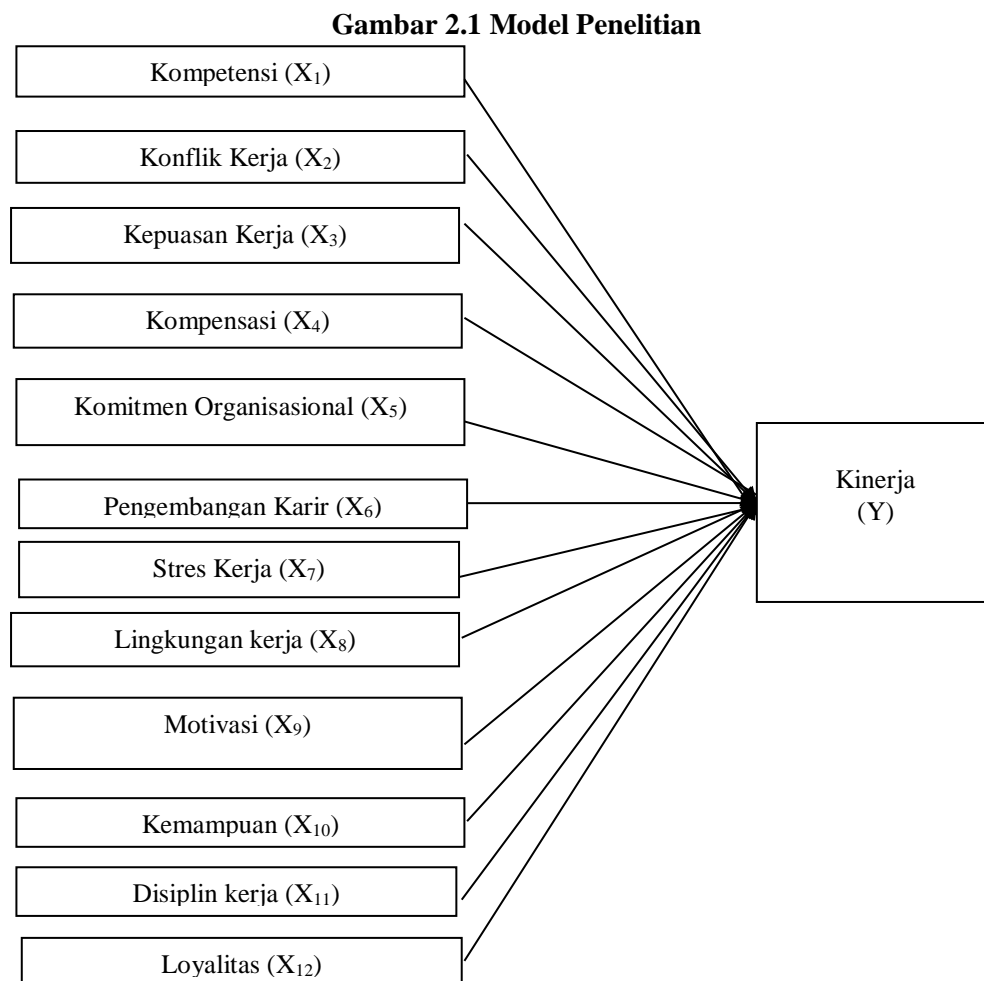 Gambar 2.1 Model Penelitian
Kompetensi (X₁)
Konflik Kerja (X₂)
Kepuasan Kerja (X₃)
Kompensasi (X₄)
Komitmen Organisasional (X₅)
Pengembangan Karir (X₆)
Stres Kerja (X₇)
Lingkungan kerja (X₈)
Motivasi (X₉)
Kemampuan (X₁₀)
Disiplin kerja (X₁₁)
Loyalitas (X₁₂)
Kinerja
(Y)